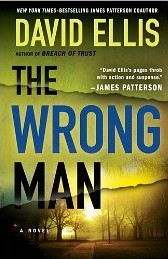 NEW YORK TIMES-BESTSELLING JAMES PATTERSON COAUTHOR
DAVID ELLIS
AUTHOR OF BREACH OF TRUST
"David Ellis's pages throb
with action and suspense."
—JAMES PATTERSON
THE
WRONG
MAN
A NOVEL